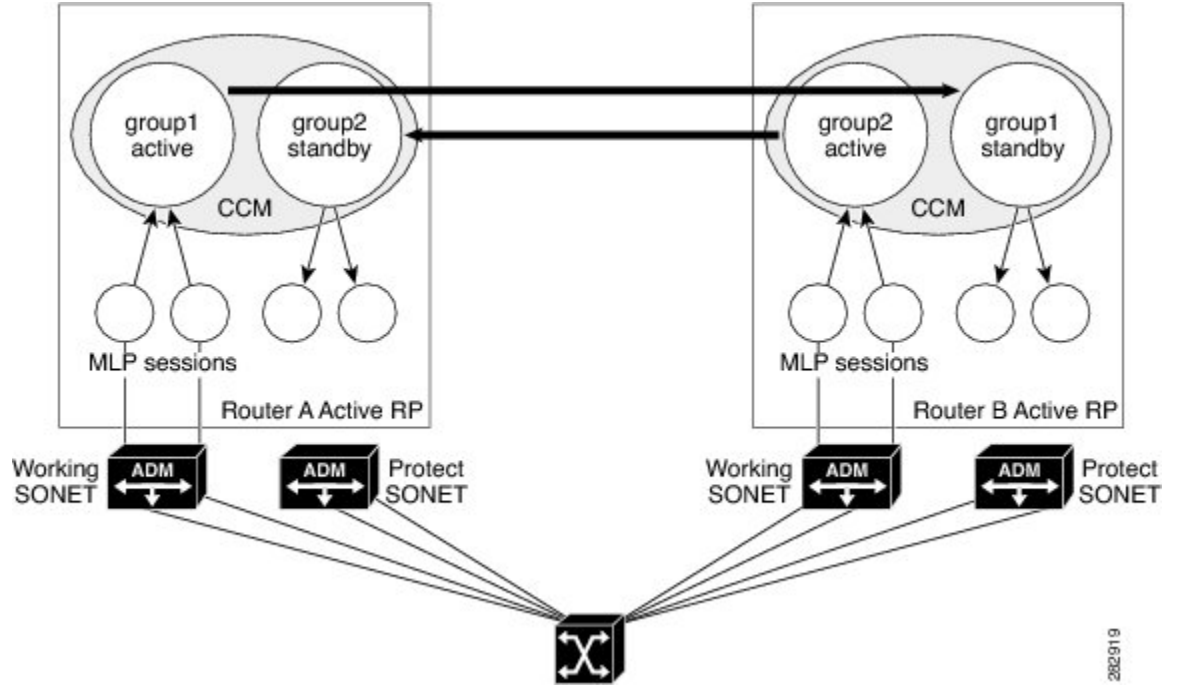 group1
active
group2
standby
CCM
MLP sessions
Router A Active RP
group2
active
group1
standby
CCM
MLP sessions
Router B Active RP
Working
SONET
ADM
ADM
Protect
SONET
Working
SONET
ADM
ADM
Protect
SONET
282919